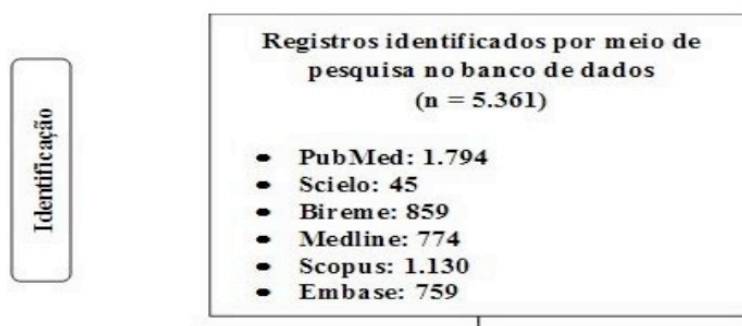 Identificação
Registros identificados por meio de
pesquisa no banco de dados
(n = 5.361)
• PubMed: 1.794
• Scielo: 45
• Bireme: 859
• Medline: 774
• Scopus: 1.130
• Embase: 759